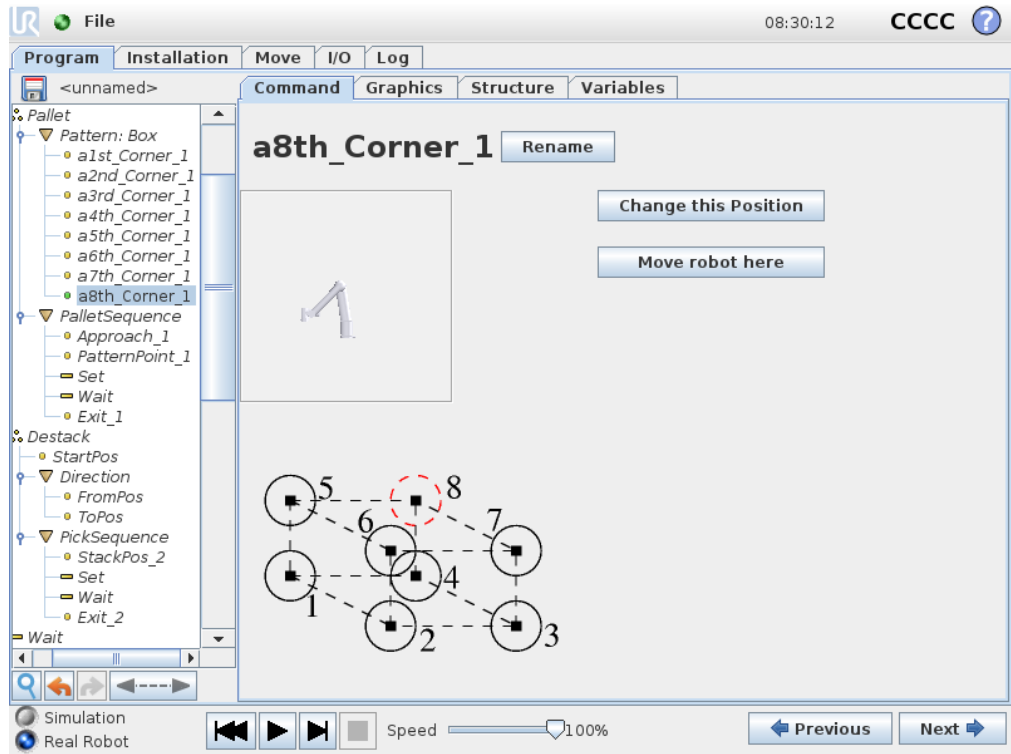 UR File 08:30:12 CCCC ?
Program Installation Move I/O Log
<unnamed> Command Graphics Structure Variables
Pallet
Pattern: Box
a1st_Corner_1
a2nd_Corner_1
a3rd_Corner_1
a4th_Corner_1
a5th_Corner_1
a6th_Corner_1
a7th_Corner_1
a8th_Corner_1
PalletSequence
Approach_1
PatternPoint_1
Set
Wait
Exit_1
Destack
StartPos
Direction
FromPos
ToPos
PickSequence
StackPos_2
Set
Wait
Exit_2
Wait
a8th_Corner_1 Rename
Change this Position
Move robot here
5 8
6 7
4
1
2 3
Simulation
Real Robot
Speed 100%
Previous Next